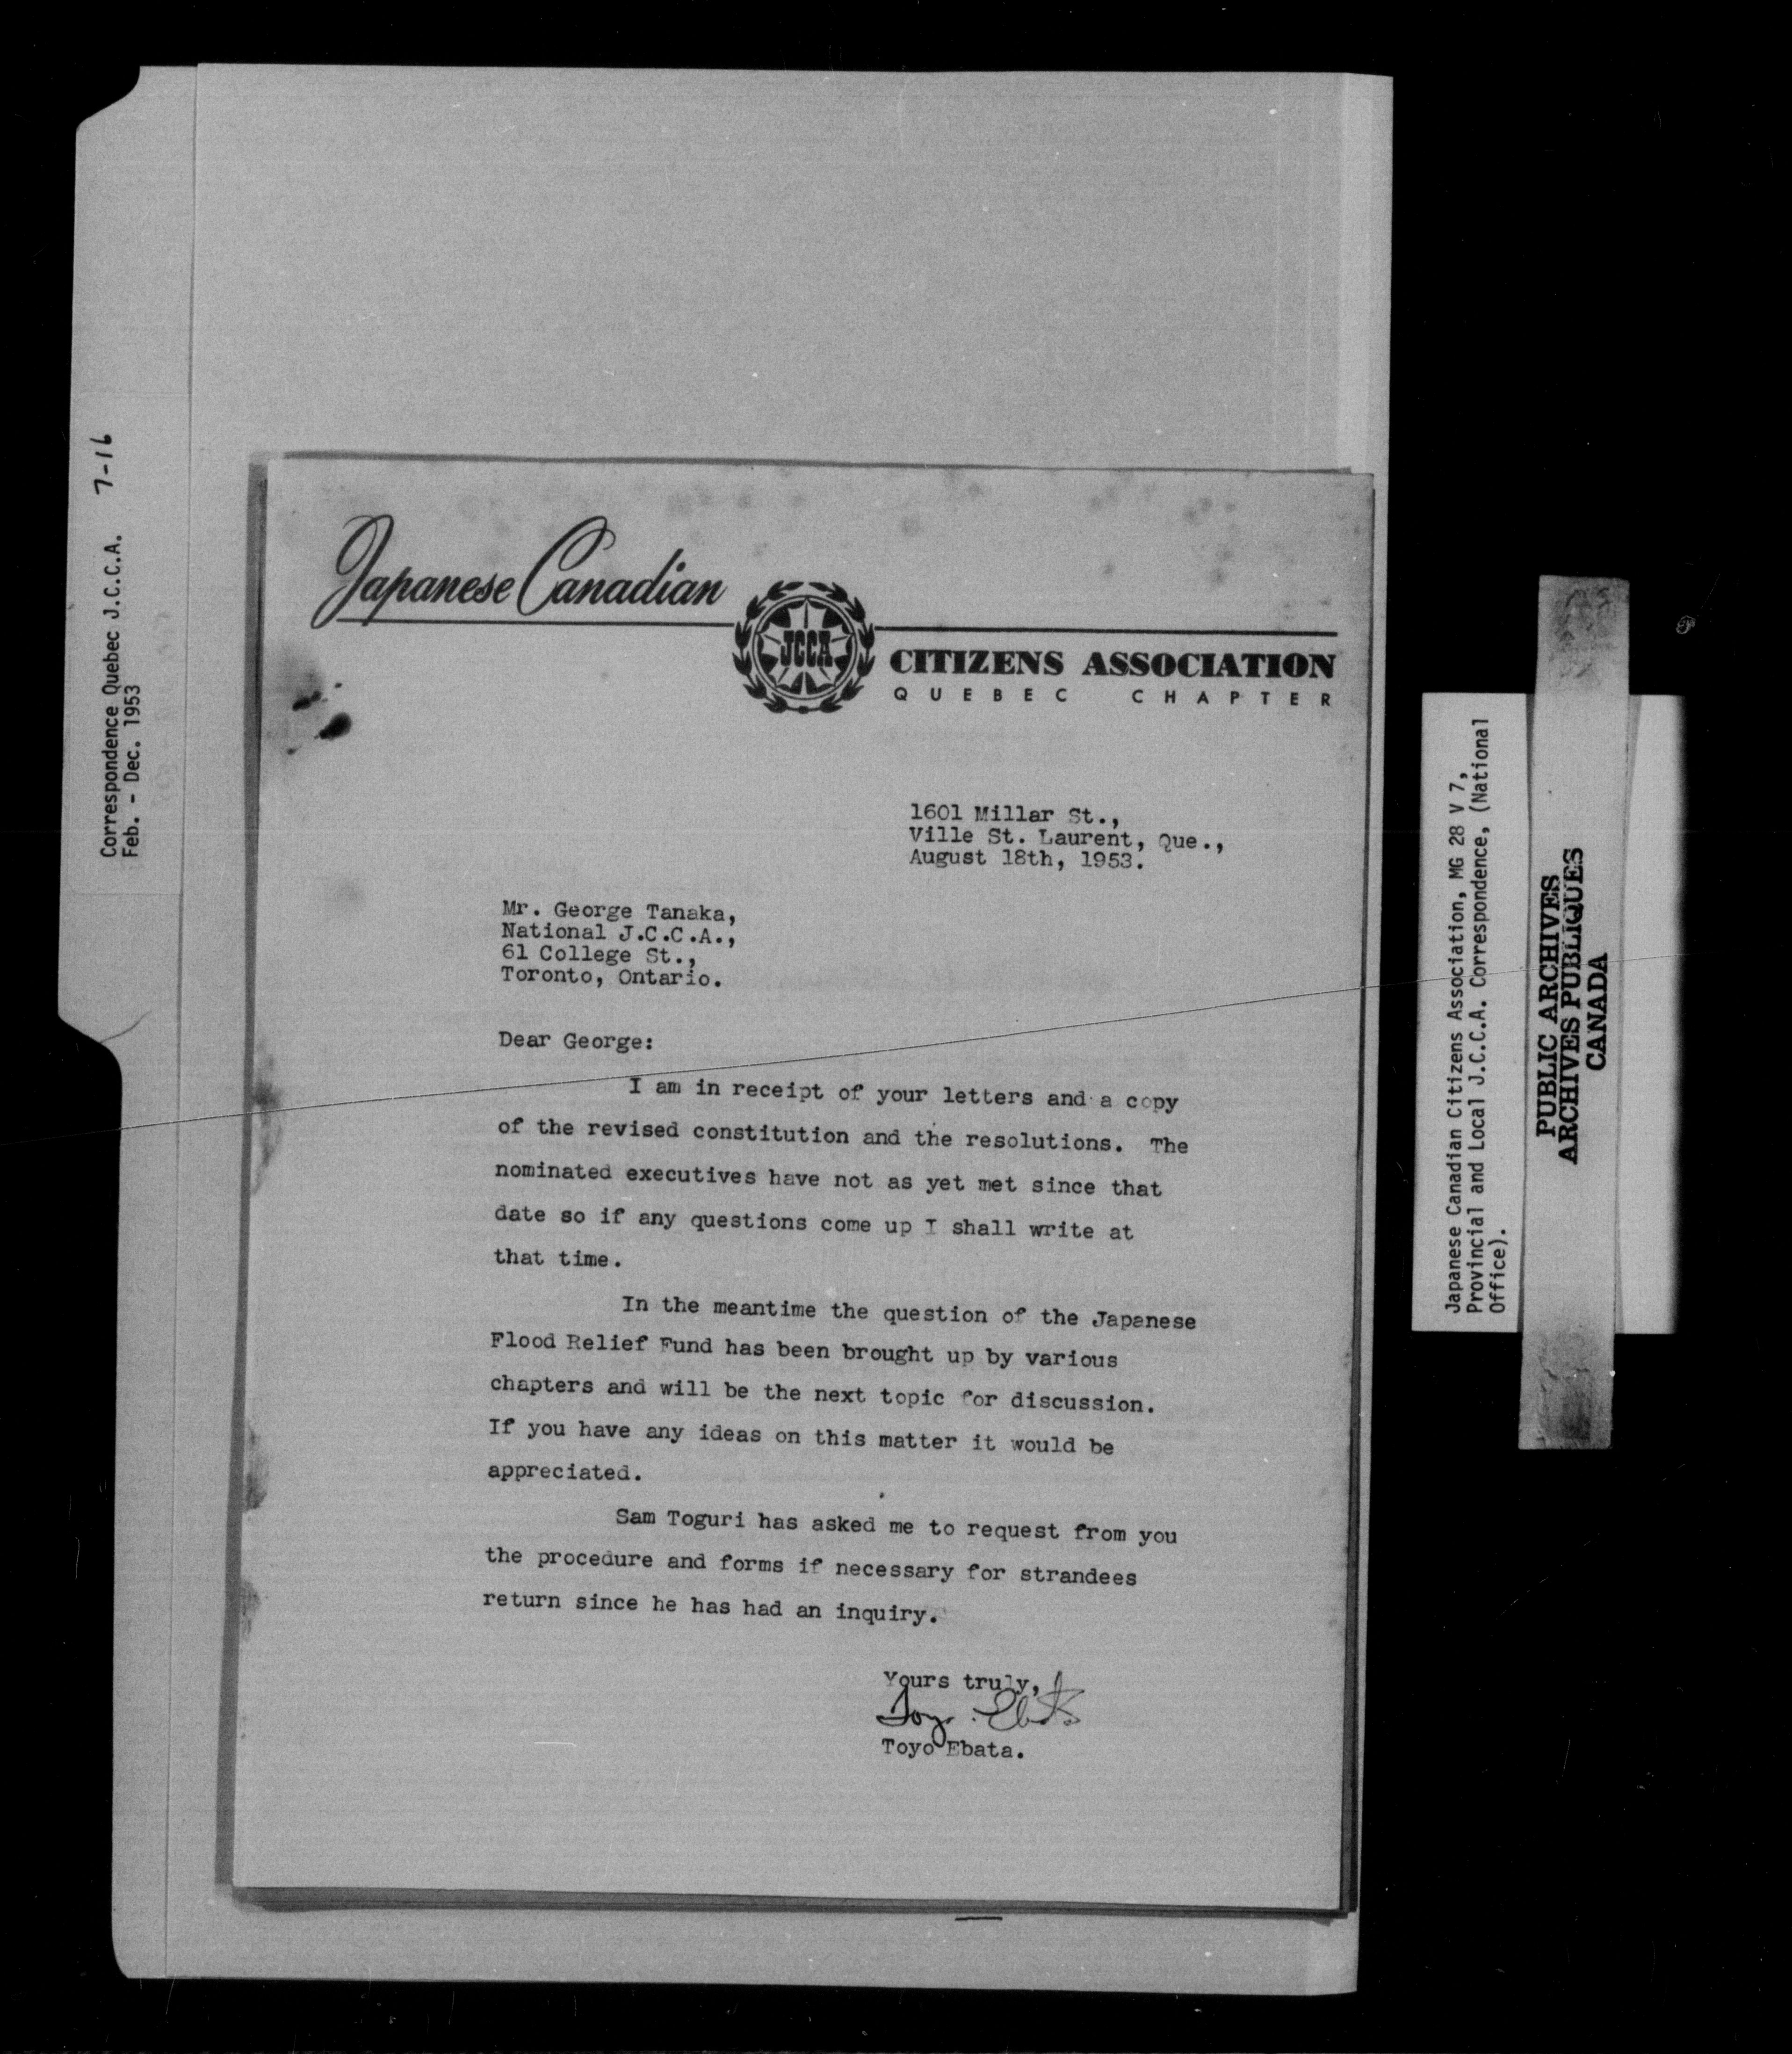 Correspondence Quebec J.C.C.A. 7-16
Feb. - Dec. 1953
Japanese Canadian
JCCA
CITIZENS ASSOCIATION
QUEBEC CHAPTER
1601 Millar St.,
Ville St. Laurent, Que.,
August 18th, 1953.
Mr. George Tanaka,
National J.C.C.A.,
61 College St.,
Toronto, Ontario.
Dear George:
I am in receipt of your letters and a copy
of the revised constitution and the resolutions. The
nominated executives have not as yet met since that
date so if any questions come up I shall write at
that time.
In the meantime the question of the Japanese
Flood Relief Fund has been brought up by various
chapters and will be the next topic for discussion.
If you have any ideas on this matter it would be
appreciated.
Sam Toguri has asked me to request from you
the procedure and forms if necessary for strandees
return since he has had an inquiry.
Yours truly,
Toyo Ebata
Toyo Ebata.
Japanese Canadian Citizens Association, MG 28 V 7,
Provincial and Local J.C.C.A. Correspondence, (National
Office).
PUBLIC ARCHIVES
ARCHIVES PUBLIQUES
CANADA